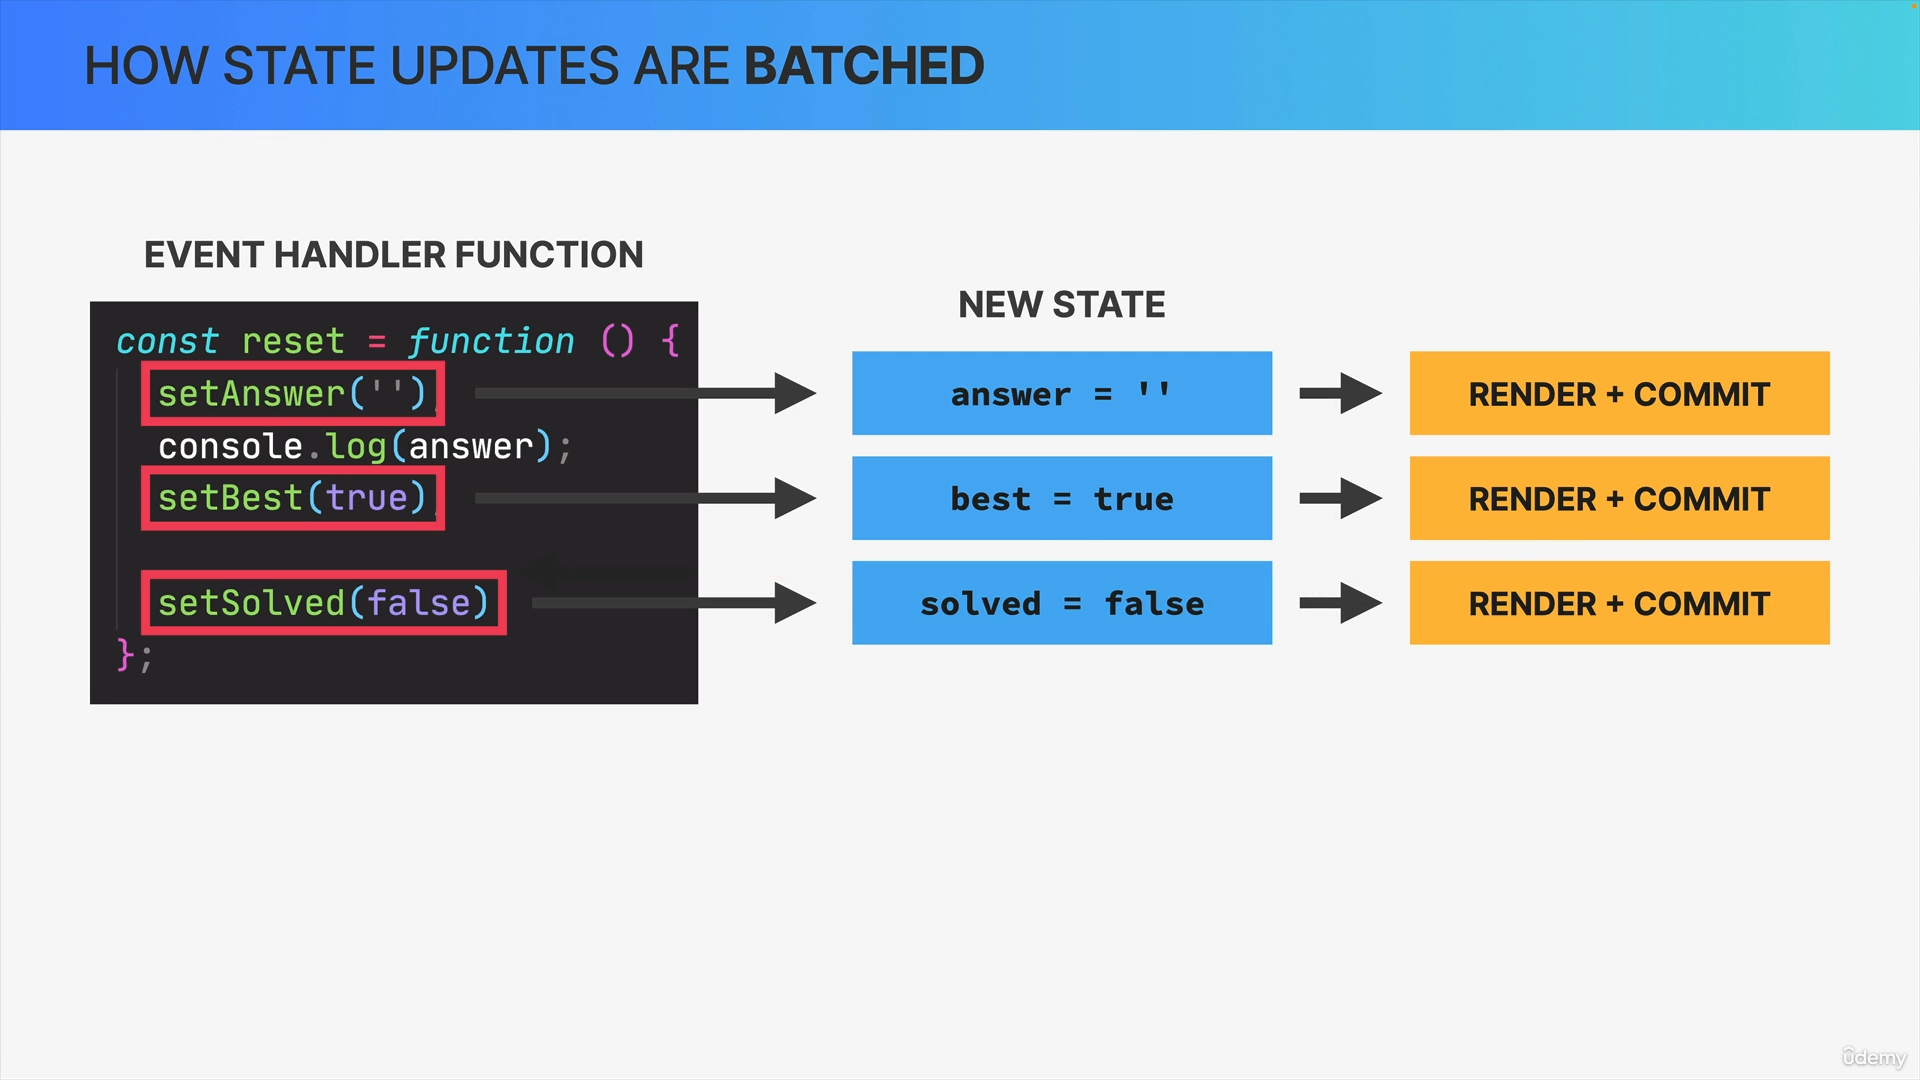 HOW STATE UPDATES ARE BATCHED
EVENT HANDLER FUNCTION
const reset = function () {
setAnswer('')
console.log(answer);
setBest(true)
setSolved(false)
};
NEW STATE
answer = ''
best = true
solved = false
RENDER + COMMIT
RENDER + COMMIT
RENDER + COMMIT
ûdemy